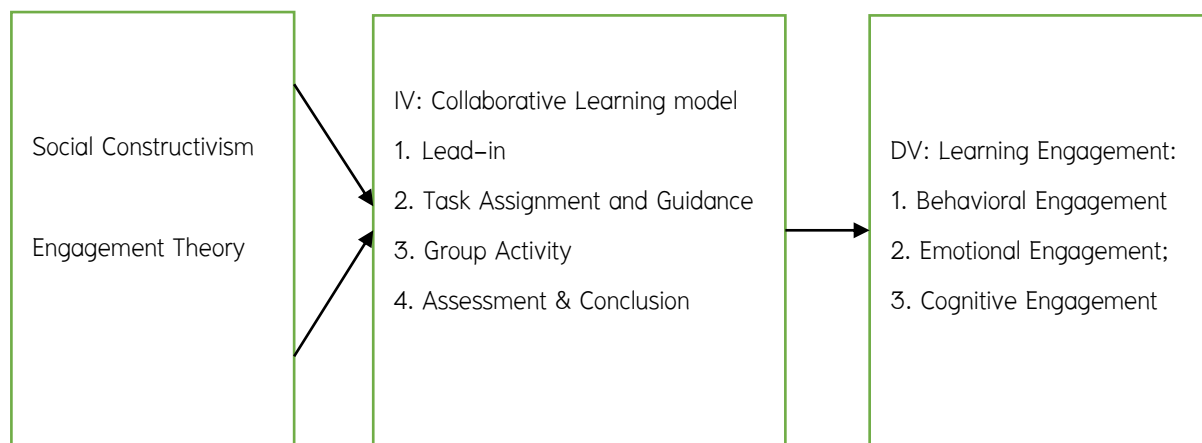 Social Constructivism
Engagement Theory
IV: Collaborative Learning model
1. Lead-in
2. Task Assignment and Guidance
3. Group Activity
4. Assessment & Conclusion
DV: Learning Engagement:
1. Behavioral Engagement
2. Emotional Engagement;
3. Cognitive Engagement